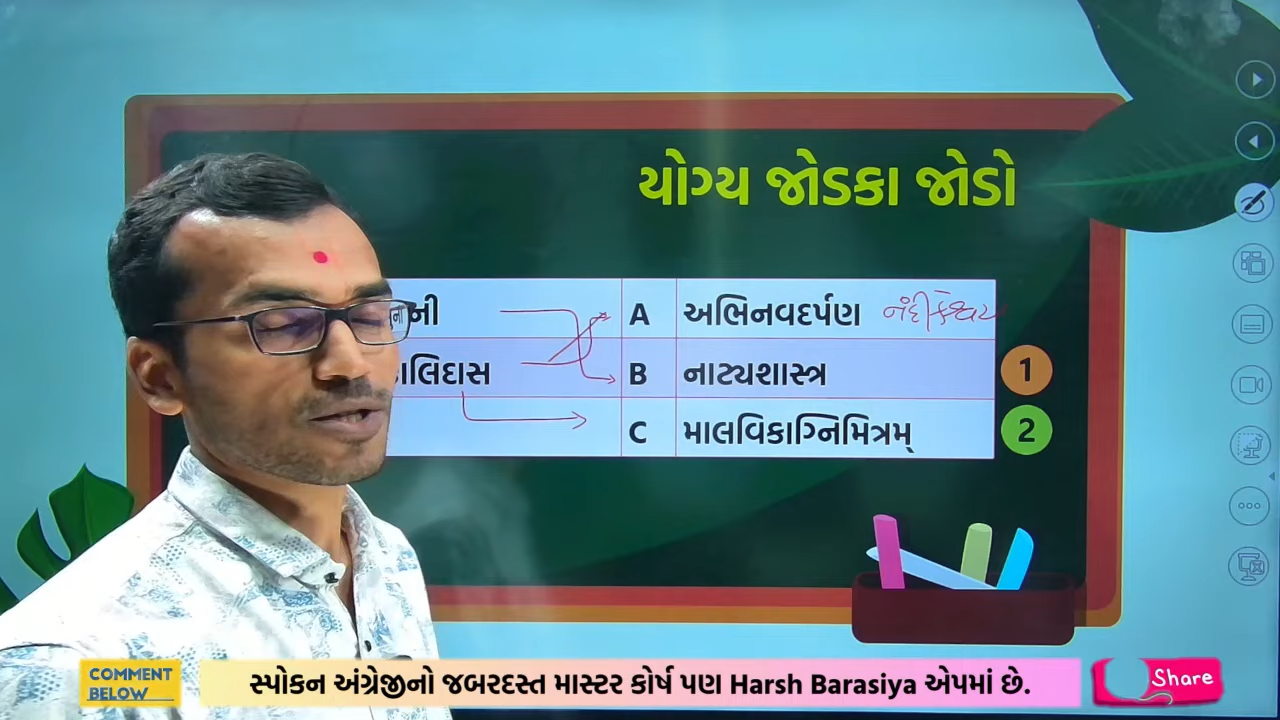 યોગ્ય જોડકા જોડો
ની A અભિનવદર્પણ
કાલિદાસ B નાટ્યશાસ્ત્ર 1
C માલવિકાગ્નિમિત્રમ્ 2
COMMENT BELOW
સ્પોકન અંગ્રેજીનો જબરદસ્ત માસ્ટર કોર્ષ પણ Harsh Barasiya એપમાં છે.
Share